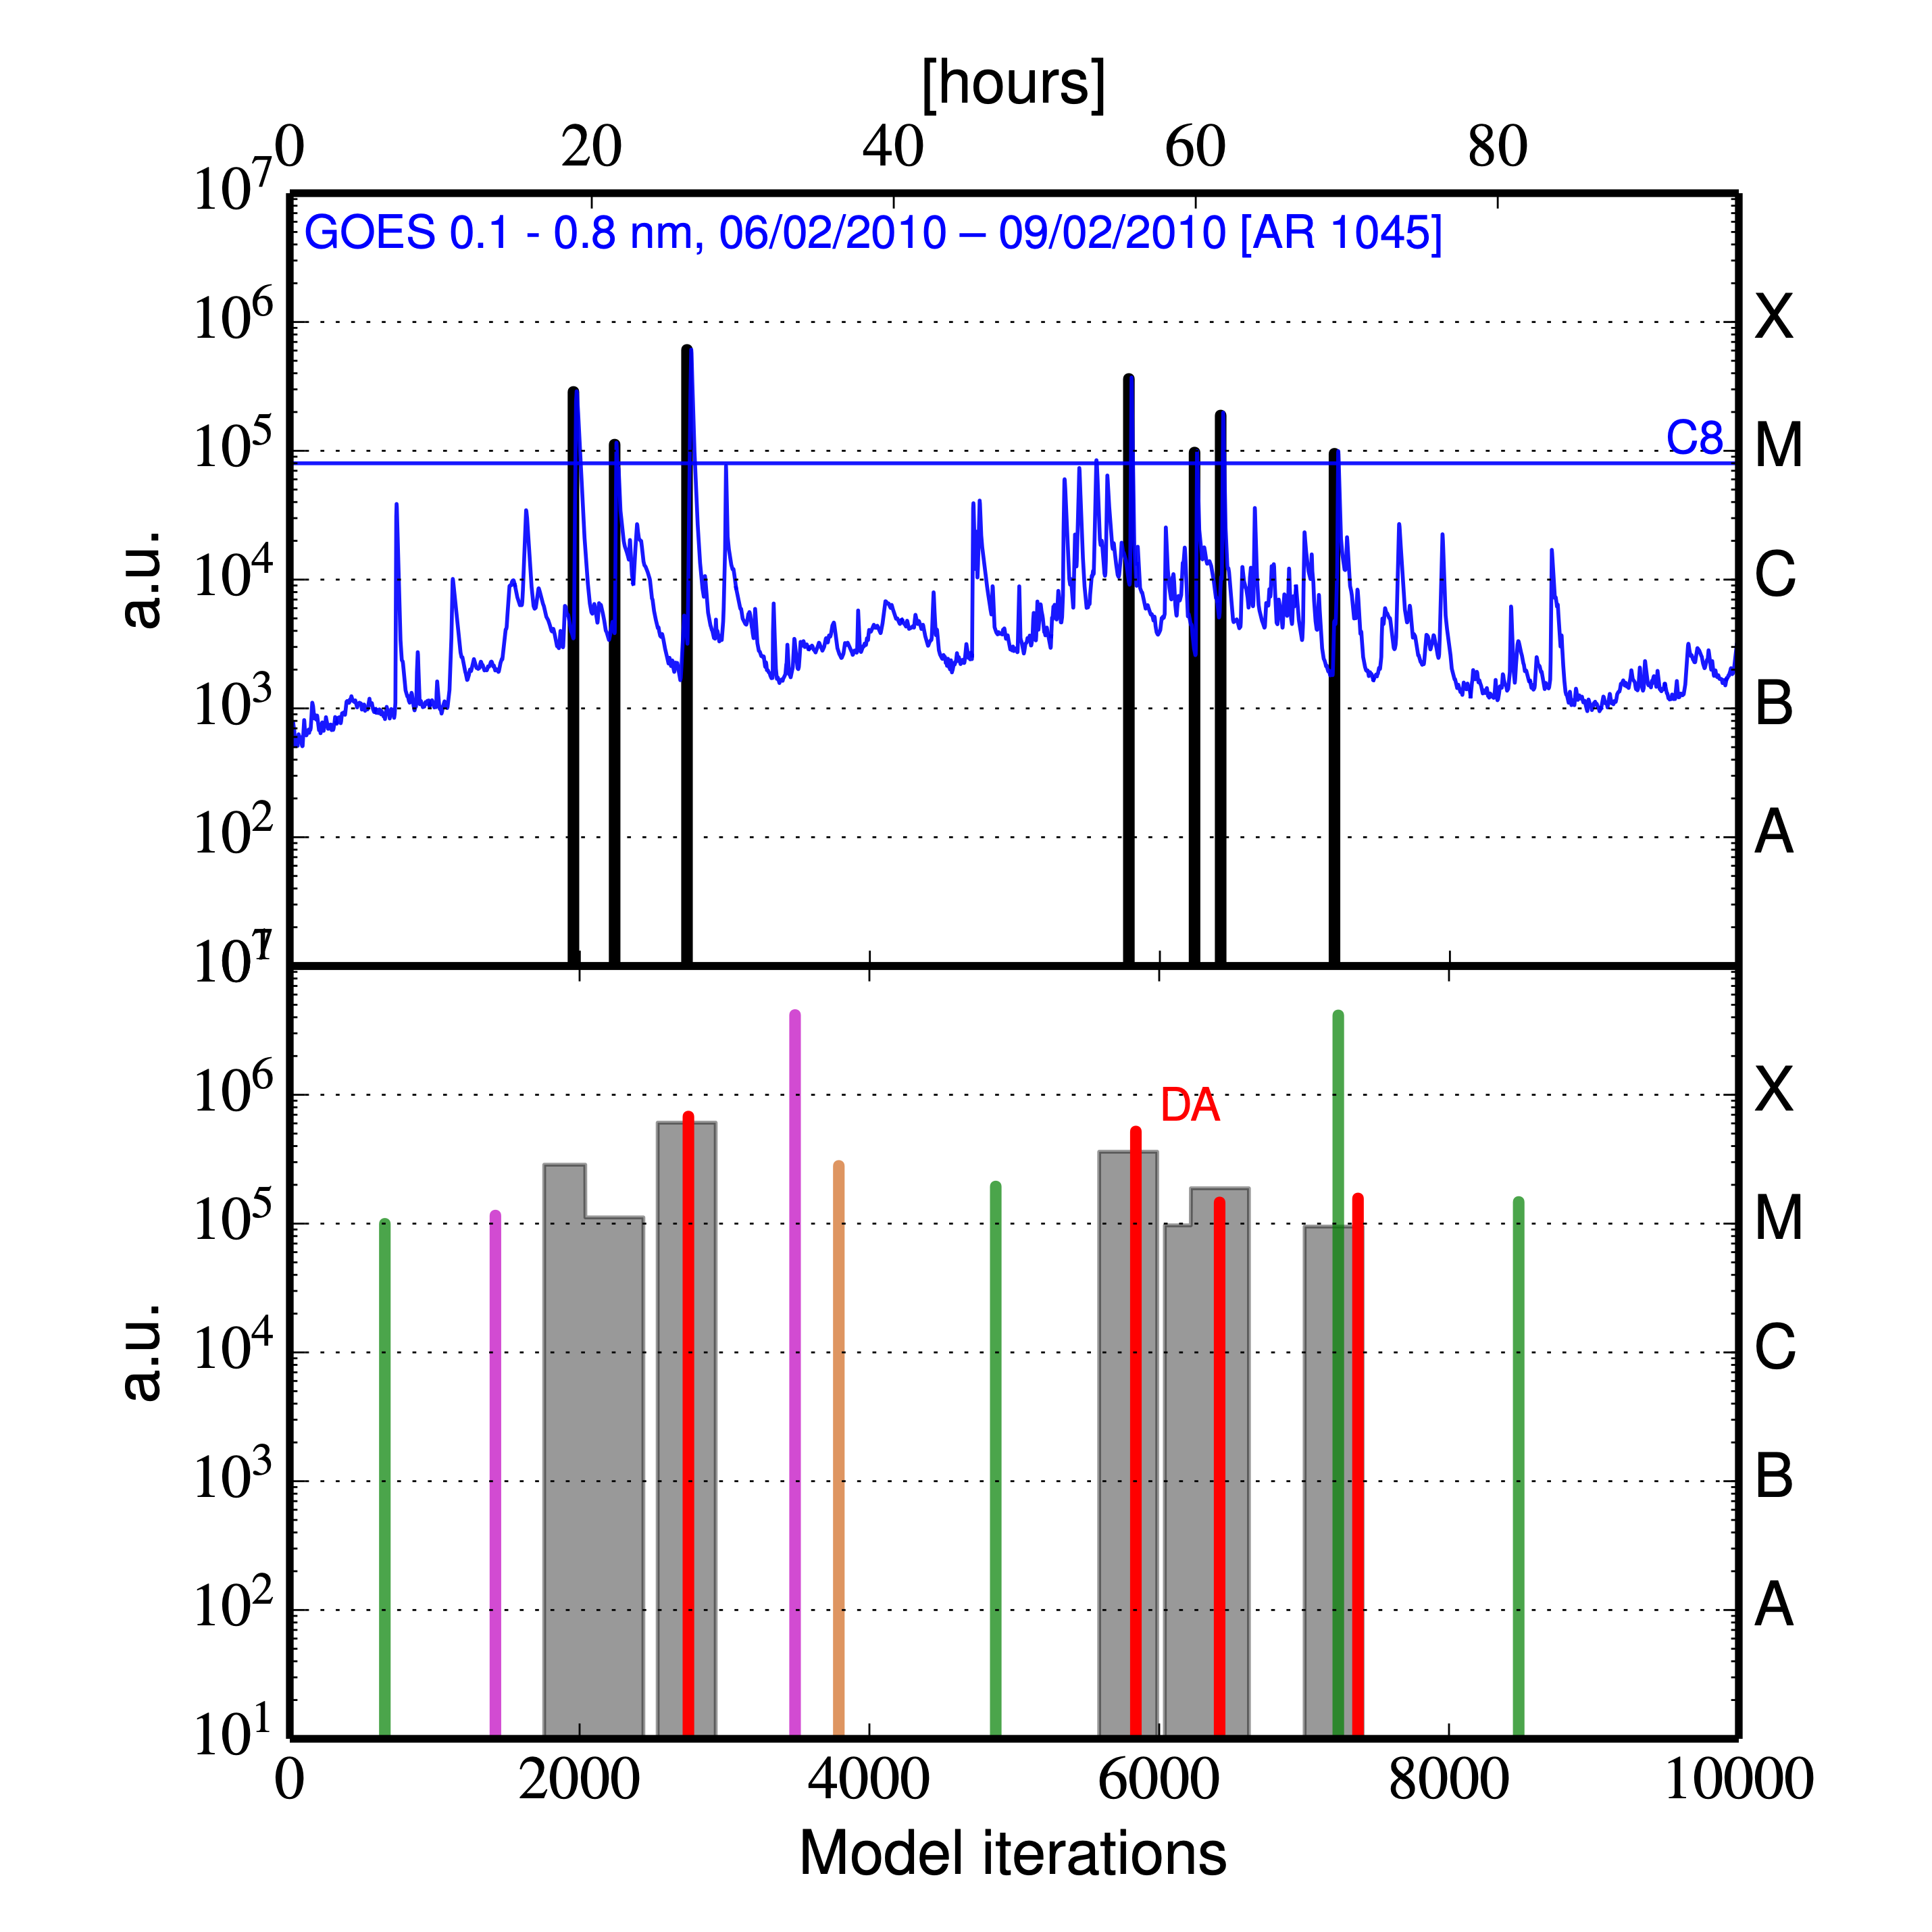 [hours]
0 20 40 60 80
10^7
GOES 0.1 - 0.8 nm, 06/02/2010 – 09/02/2010 [AR 1045]
10^6 X
C8
10^5 M
a.u.
10^4 C
10^3 B
10^2 A
10^7
10^6 X
DA
10^5 M
a.u.
10^4 C
10^3 B
10^2 A
10^1
0 2000 4000 6000 8000 10000
Model iterations